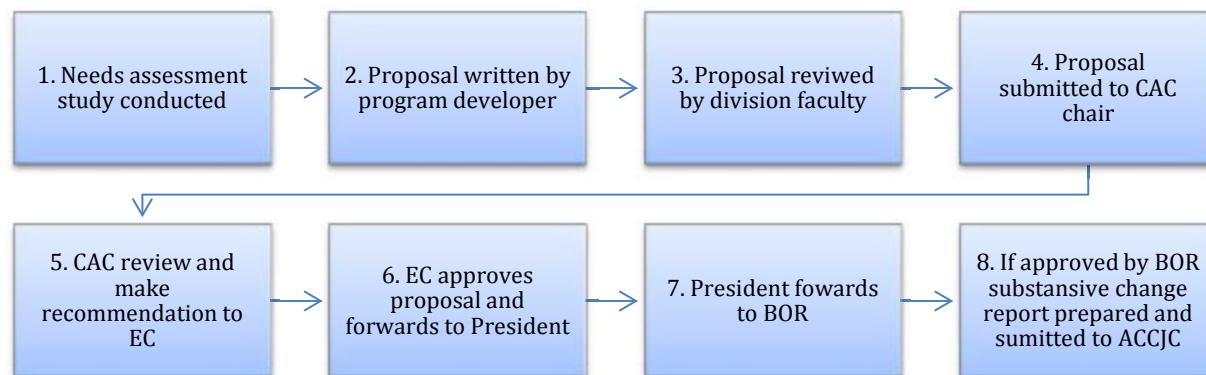 1. Needs assessment
study conducted
2. Proposal written by
program developer
3. Proposal reviwed
by division faculty
4. Proposal
submitted to CAC
chair
5. CAC review and
make
recommendation to
EC
6. EC approves
proposal and
forwards to President
7. President fowards
to BOR
8. If approved by BOR
substansive change
report prepared and
sumitted to ACCJC